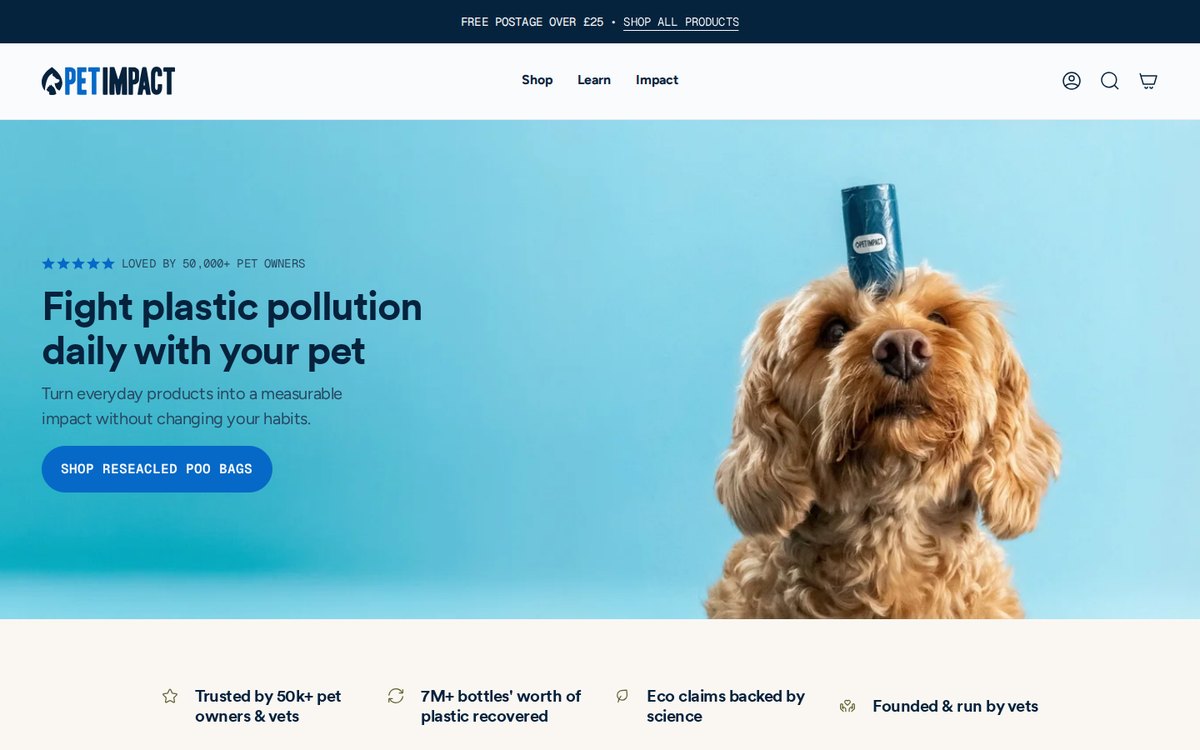 FREE POSTAGE OVER £25 • SHOP ALL PRODUCTS
PETIMPACT
Shop
Learn
Impact
PETIMPACT
LOVED BY 50,000+ PET OWNERS
Fight plastic pollution
daily with your pet
Turn everyday products into a measurable
impact without changing your habits.
SHOP RESEACLED POO BAGS
Trusted by 50k+ pet
owners & vets
7M+ bottles' worth of
plastic recovered
Eco claims backed by
science
Founded & run by vets